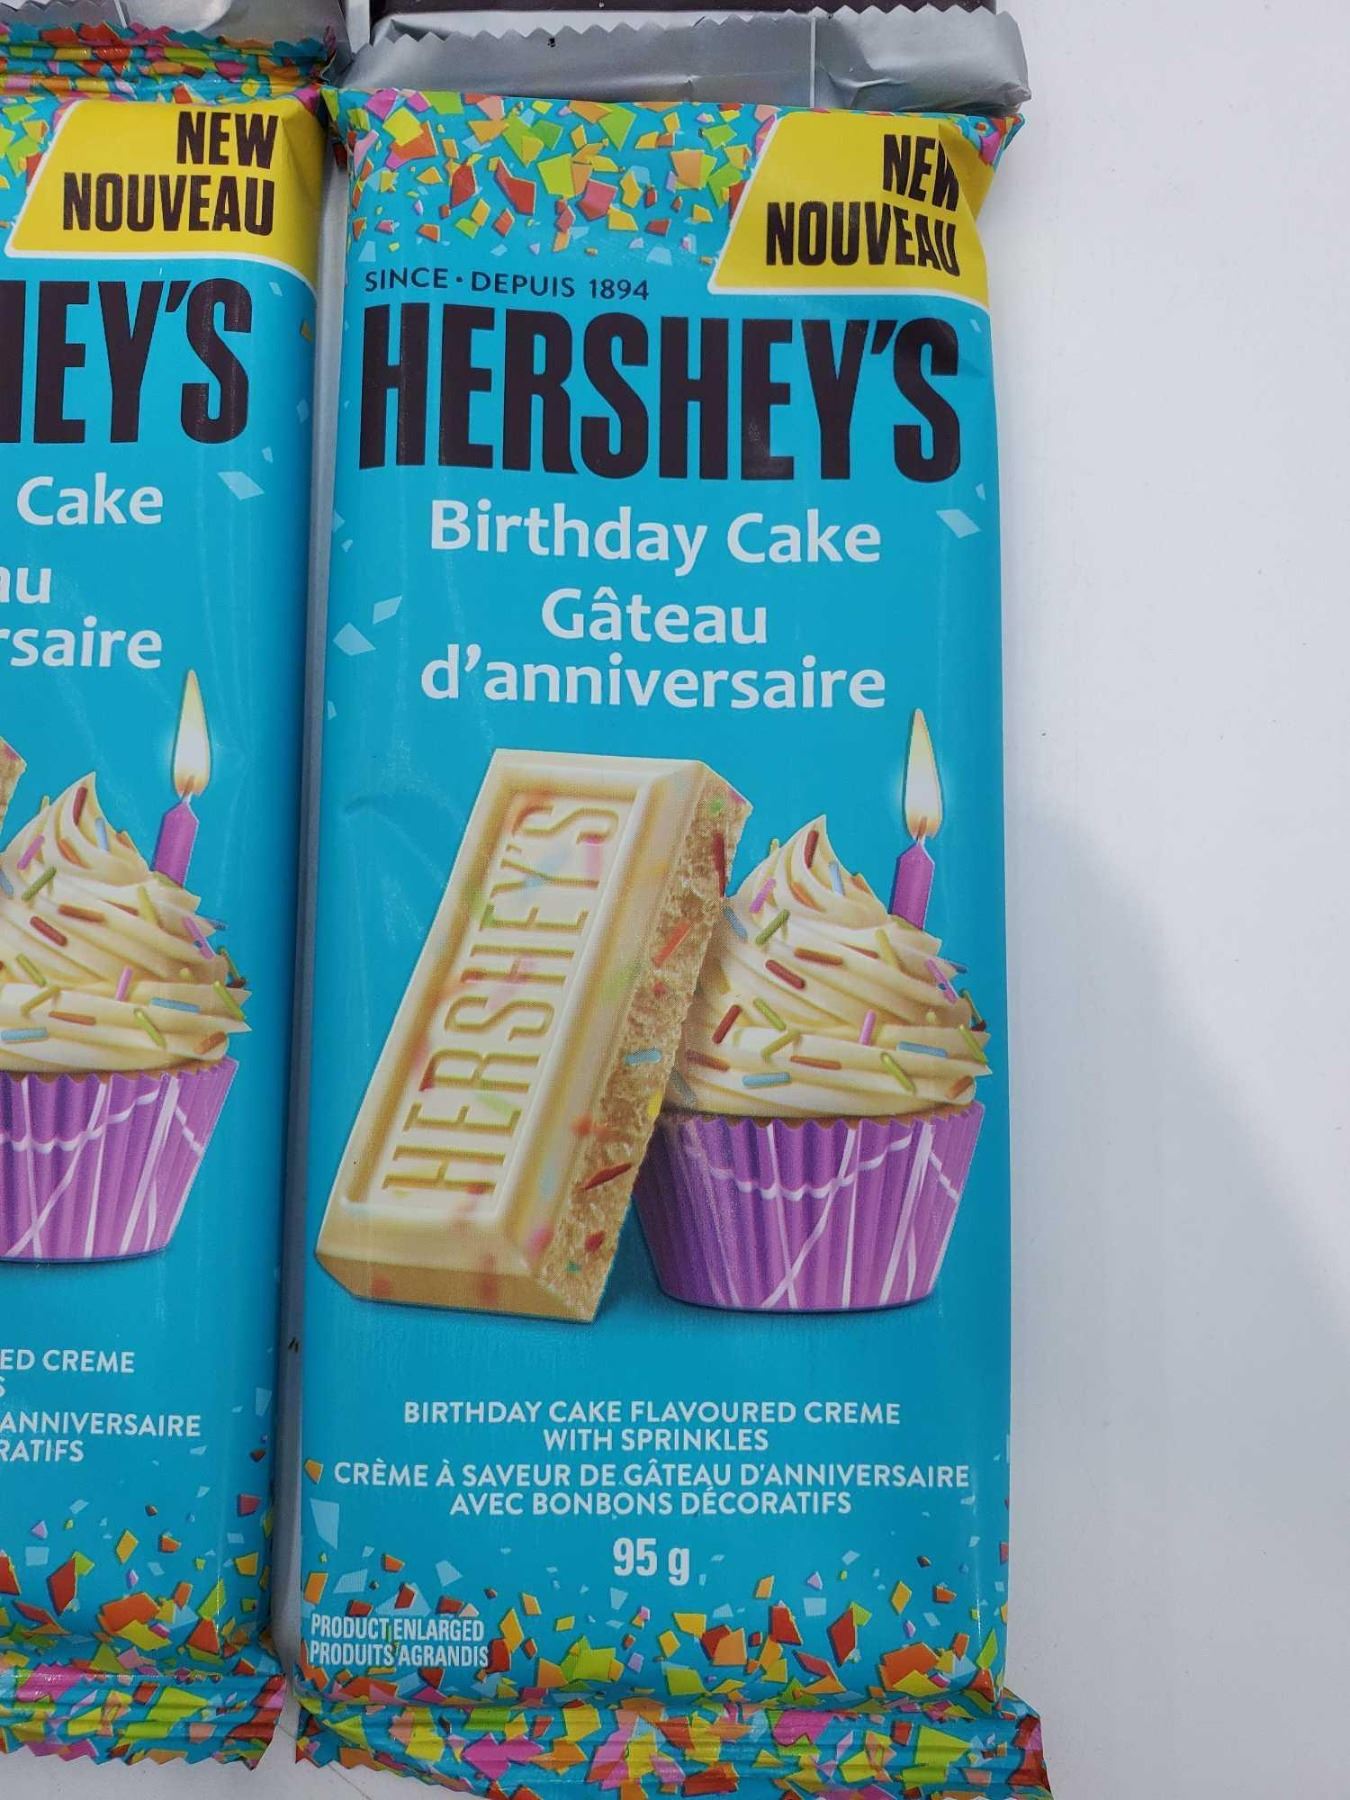 NEW
NOUVEAU
HEY'S
Cake
au
rsaire
ED CREME
S
ANNIVERSAIRE
RATIFS
NEW
NOUVEAU
SINCE · DEPUIS 1894
HERSHEY'S
Birthday Cake
Gâteau
d'anniversaire
HERSHEY'S
BIRTHDAY CAKE FLAVOURED CREME
WITH SPRINKLES
CRÈME À SAVEUR DE GÂTEAU D'ANNIVERSAIRE
AVEC BONBONS DÉCORATIFS
95 g
PRODUCT ENLARGED
PRODUITS AGRANDIS